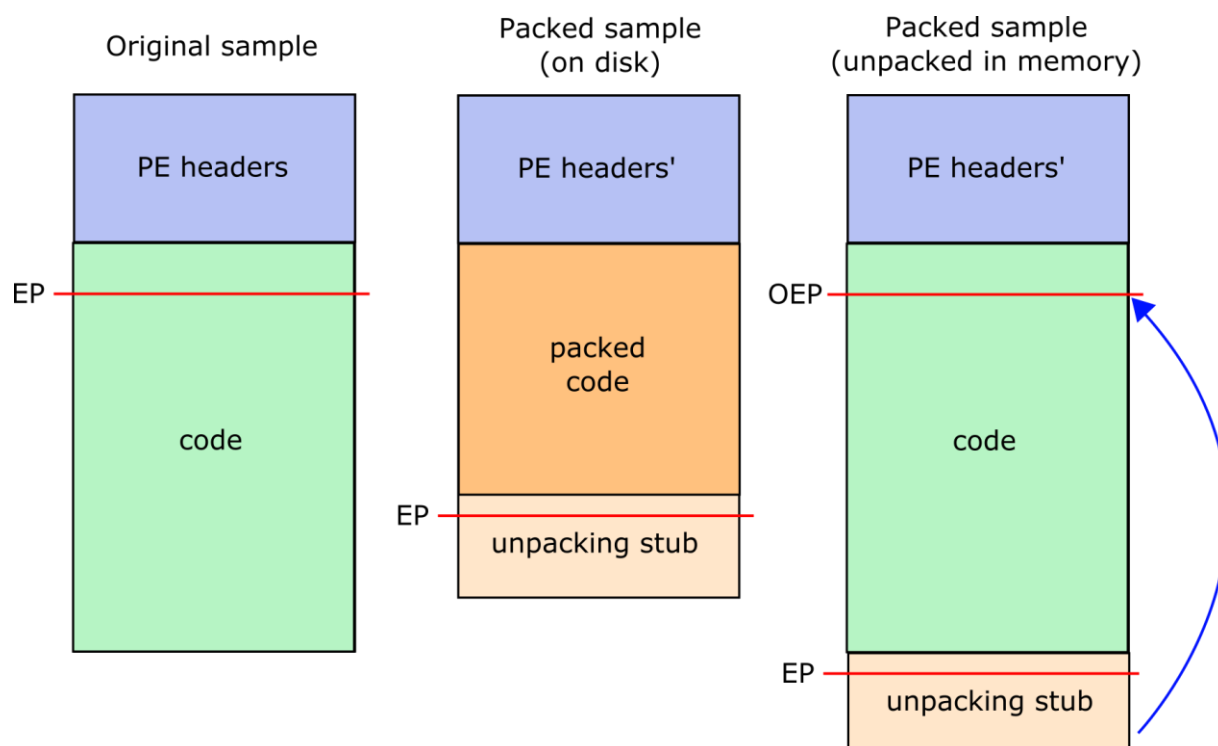 Original sample
PE headers
EP
code
Packed sample
(on disk)
PE headers'
packed
code
EP
unpacking stub
Packed sample
(unpacked in memory)
PE headers'
OEP
code
EP
unpacking stub